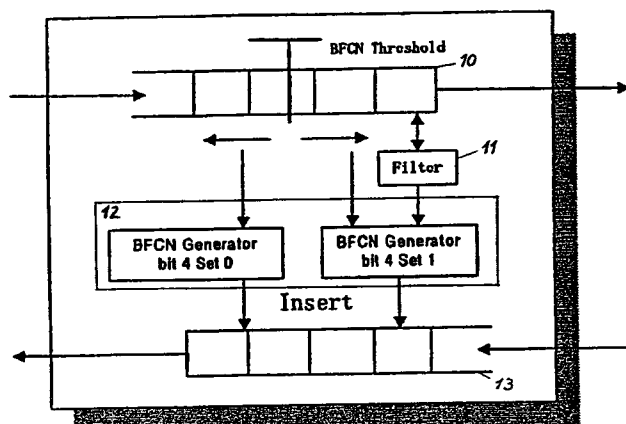 BFCN Threshold
10
11
Filter
12
BFCN Generator
bit 4 Set 0
BFCN Generator
bit 4 Set 1
Insert
13